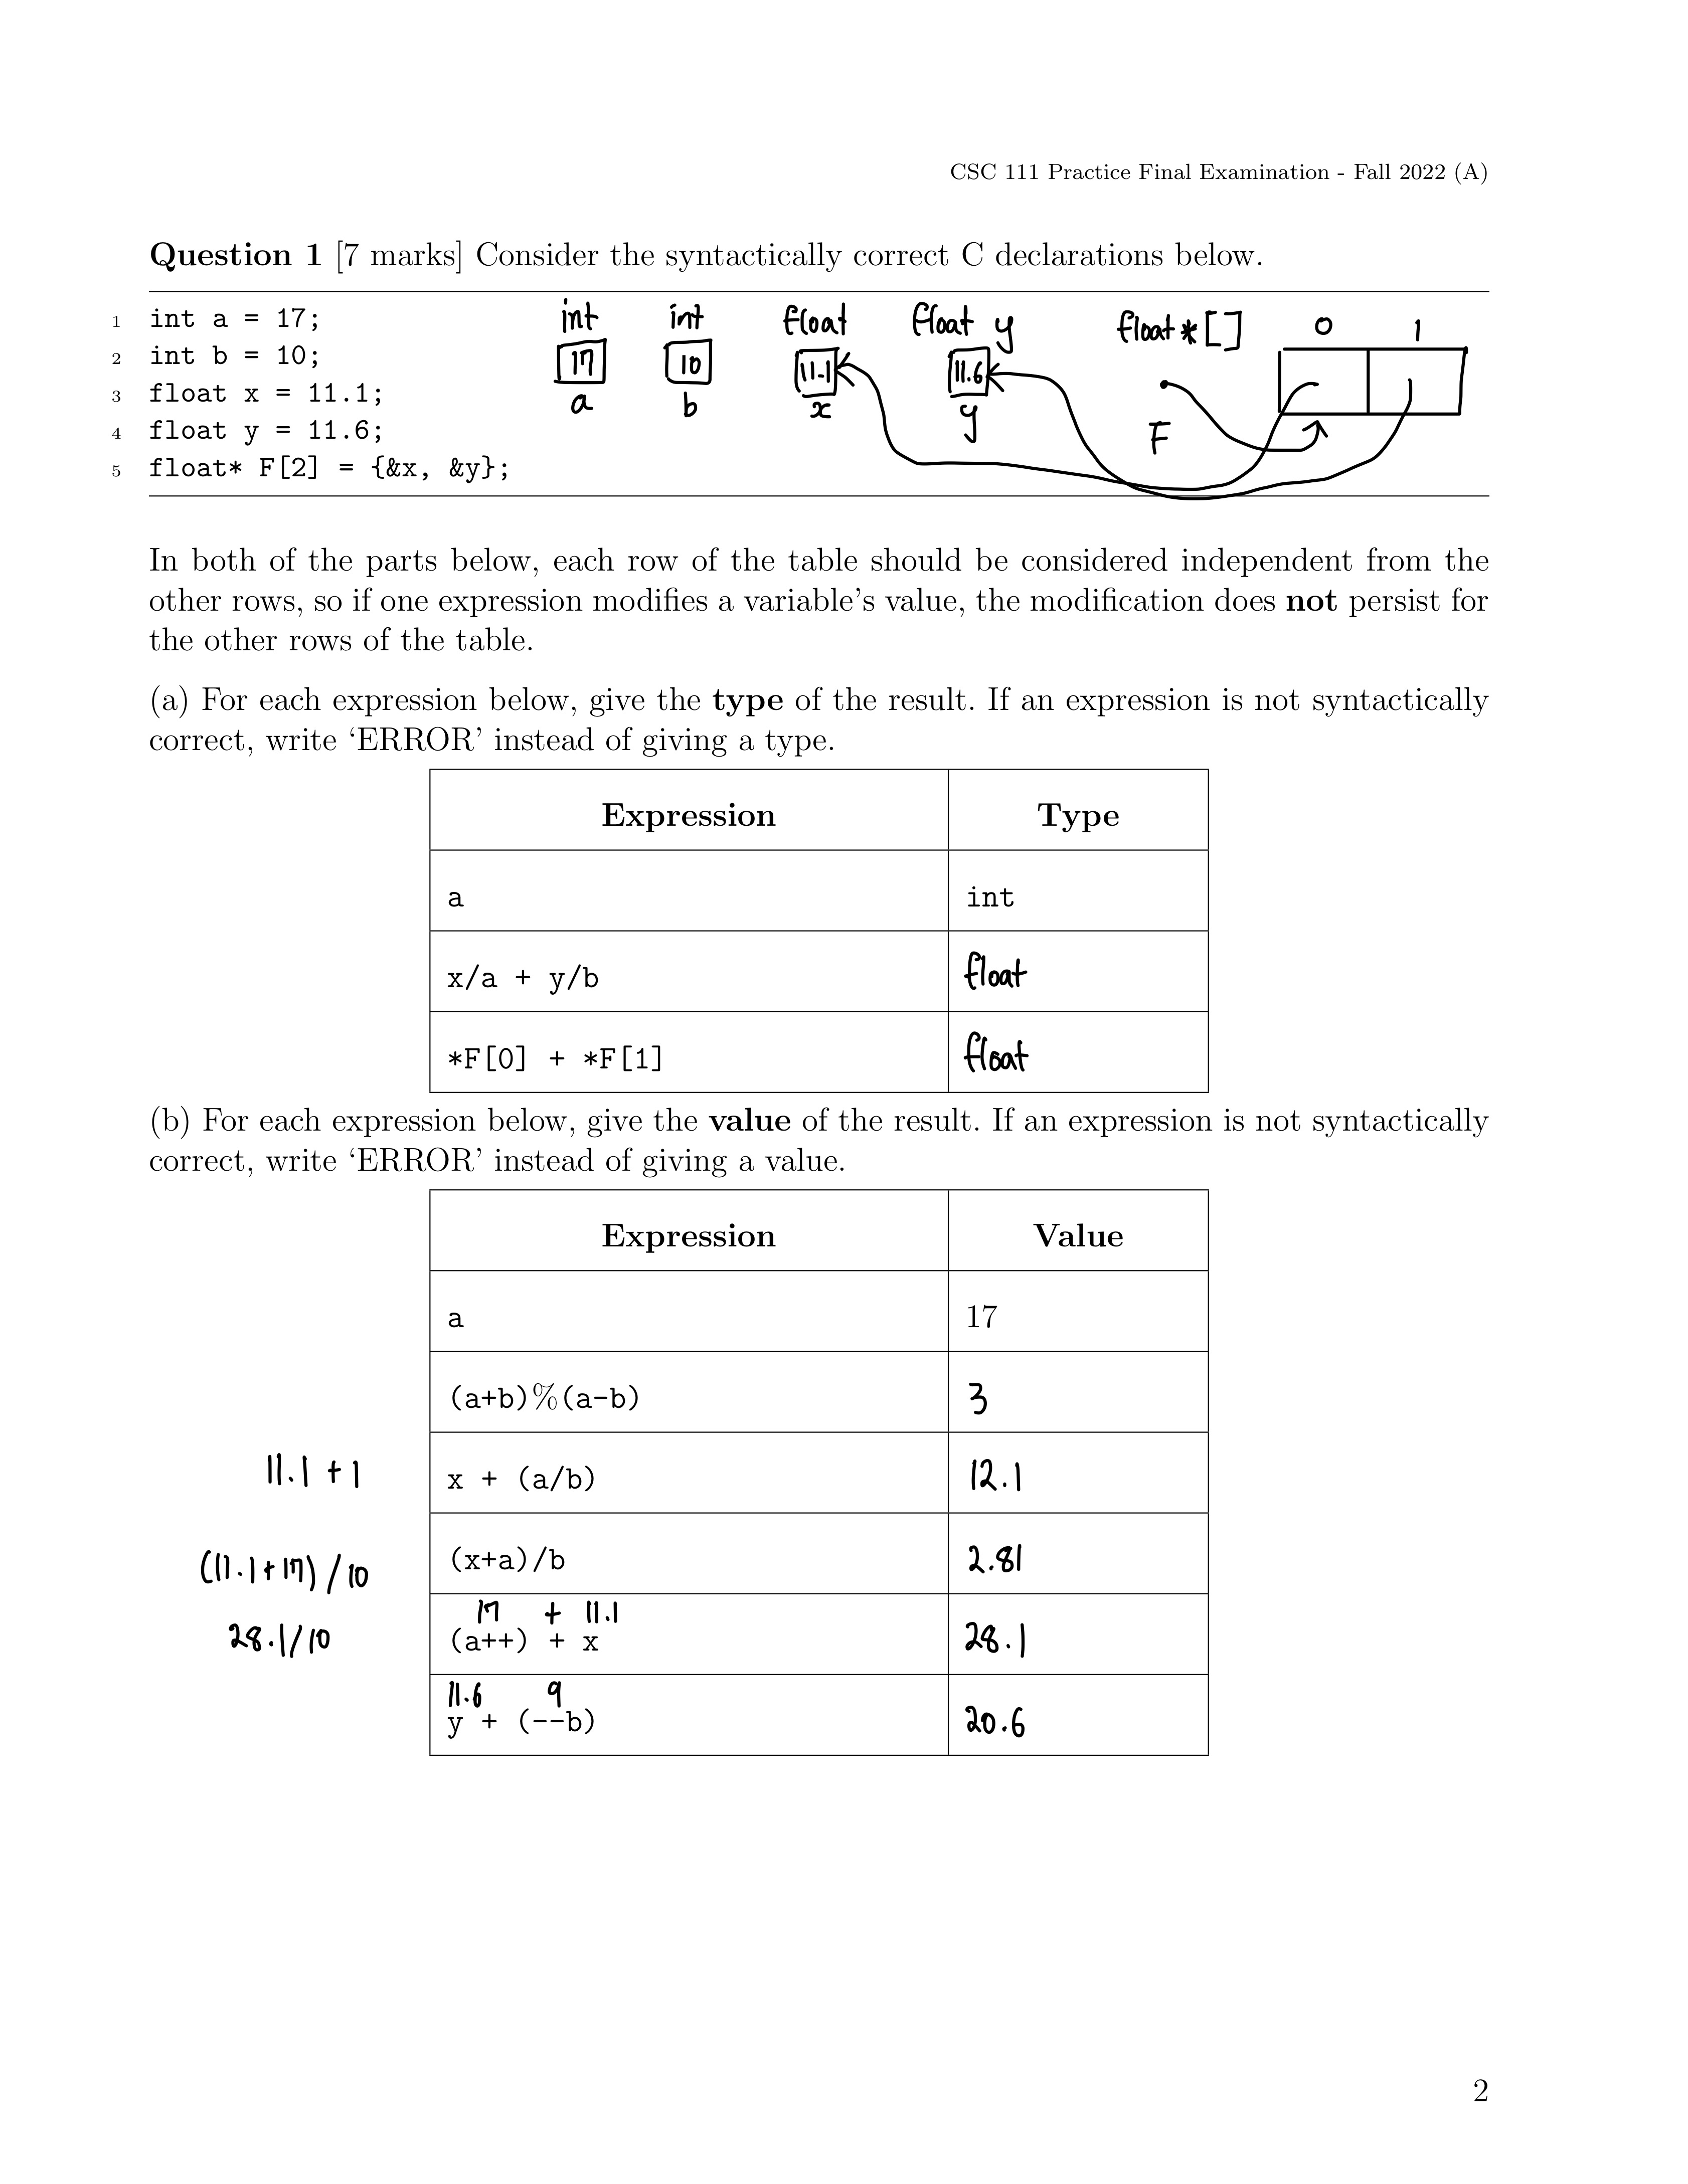 CSC 111 Practice Final Examination - Fall 2022 (A)
Question 1 [7 marks] Consider the syntactically correct C declarations below.
1 int a = 17;
2 int b = 10;
3 float x = 11.1;
4 float y = 11.6;
5 float* F[2] = {&x, &y};
int int float float y float*[] 0 1
17 10 11.1 11.6
a b x y F
In both of the parts below, each row of the table should be considered independent from the
other rows, so if one expression modifies a variable's value, the modification does not persist for
the other rows of the table.
(a) For each expression below, give the type of the result. If an expression is not syntactically
correct, write ‘ERROR’ instead of giving a type.
Expression Type
a int
x/a + y/b float
*F[0] + *F[1] float
(b) For each expression below, give the value of the result. If an expression is not syntactically
correct, write ‘ERROR’ instead of giving a value.
Expression Value
a 17
(a+b)%(a-b) 3
11.1 + 1 x + (a/b) 12.1
(11.1+17)/10 (x+a)/b 2.81
17 + 11.1
28.1/10 (a++) + x 28.1
11.6 9
y + (--b) 20.6
2